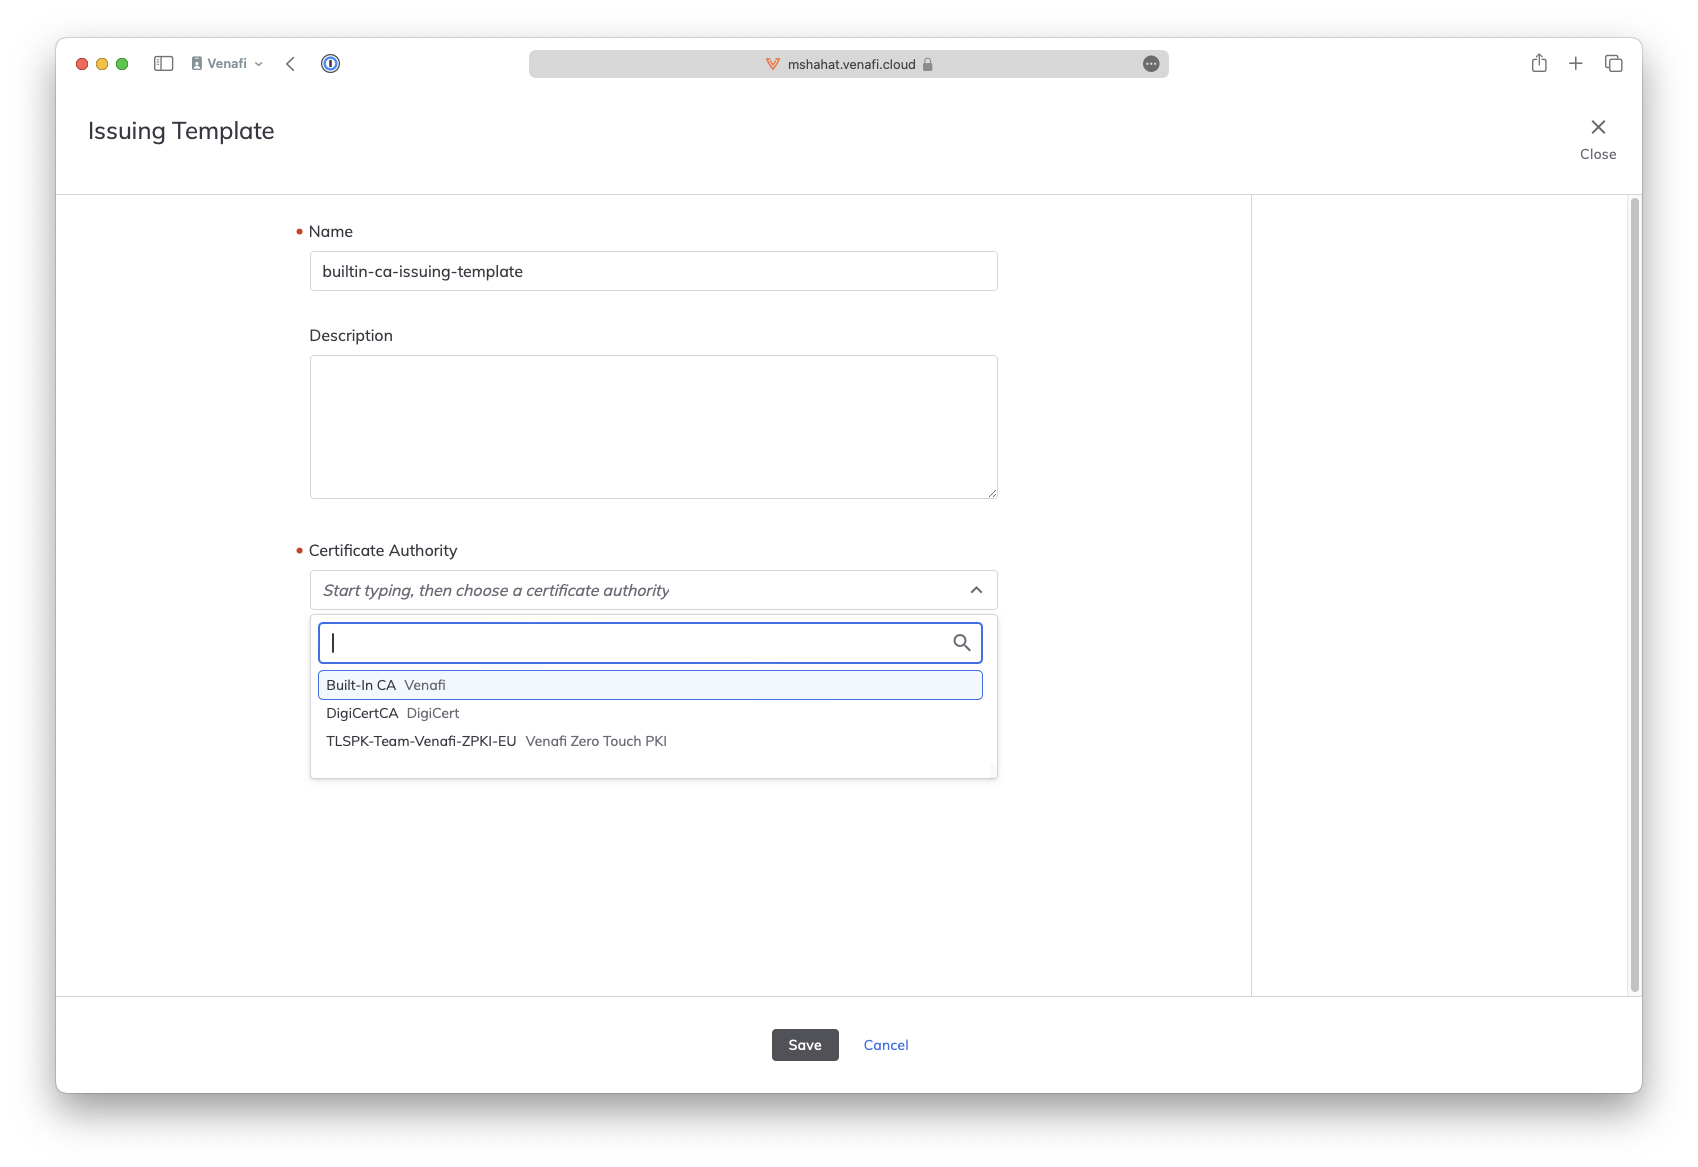 Venafi
mshahat.venafi.cloud
Issuing Template
Close
Name
builtin-ca-issuing-template
Description
Certificate Authority
Start typing, then choose a certificate authority
Built-In CA Venafi
DigiCertCA DigiCert
TLSPK-Team-Venafi-ZPKI-EU Venafi Zero Touch PKI
Save Cancel